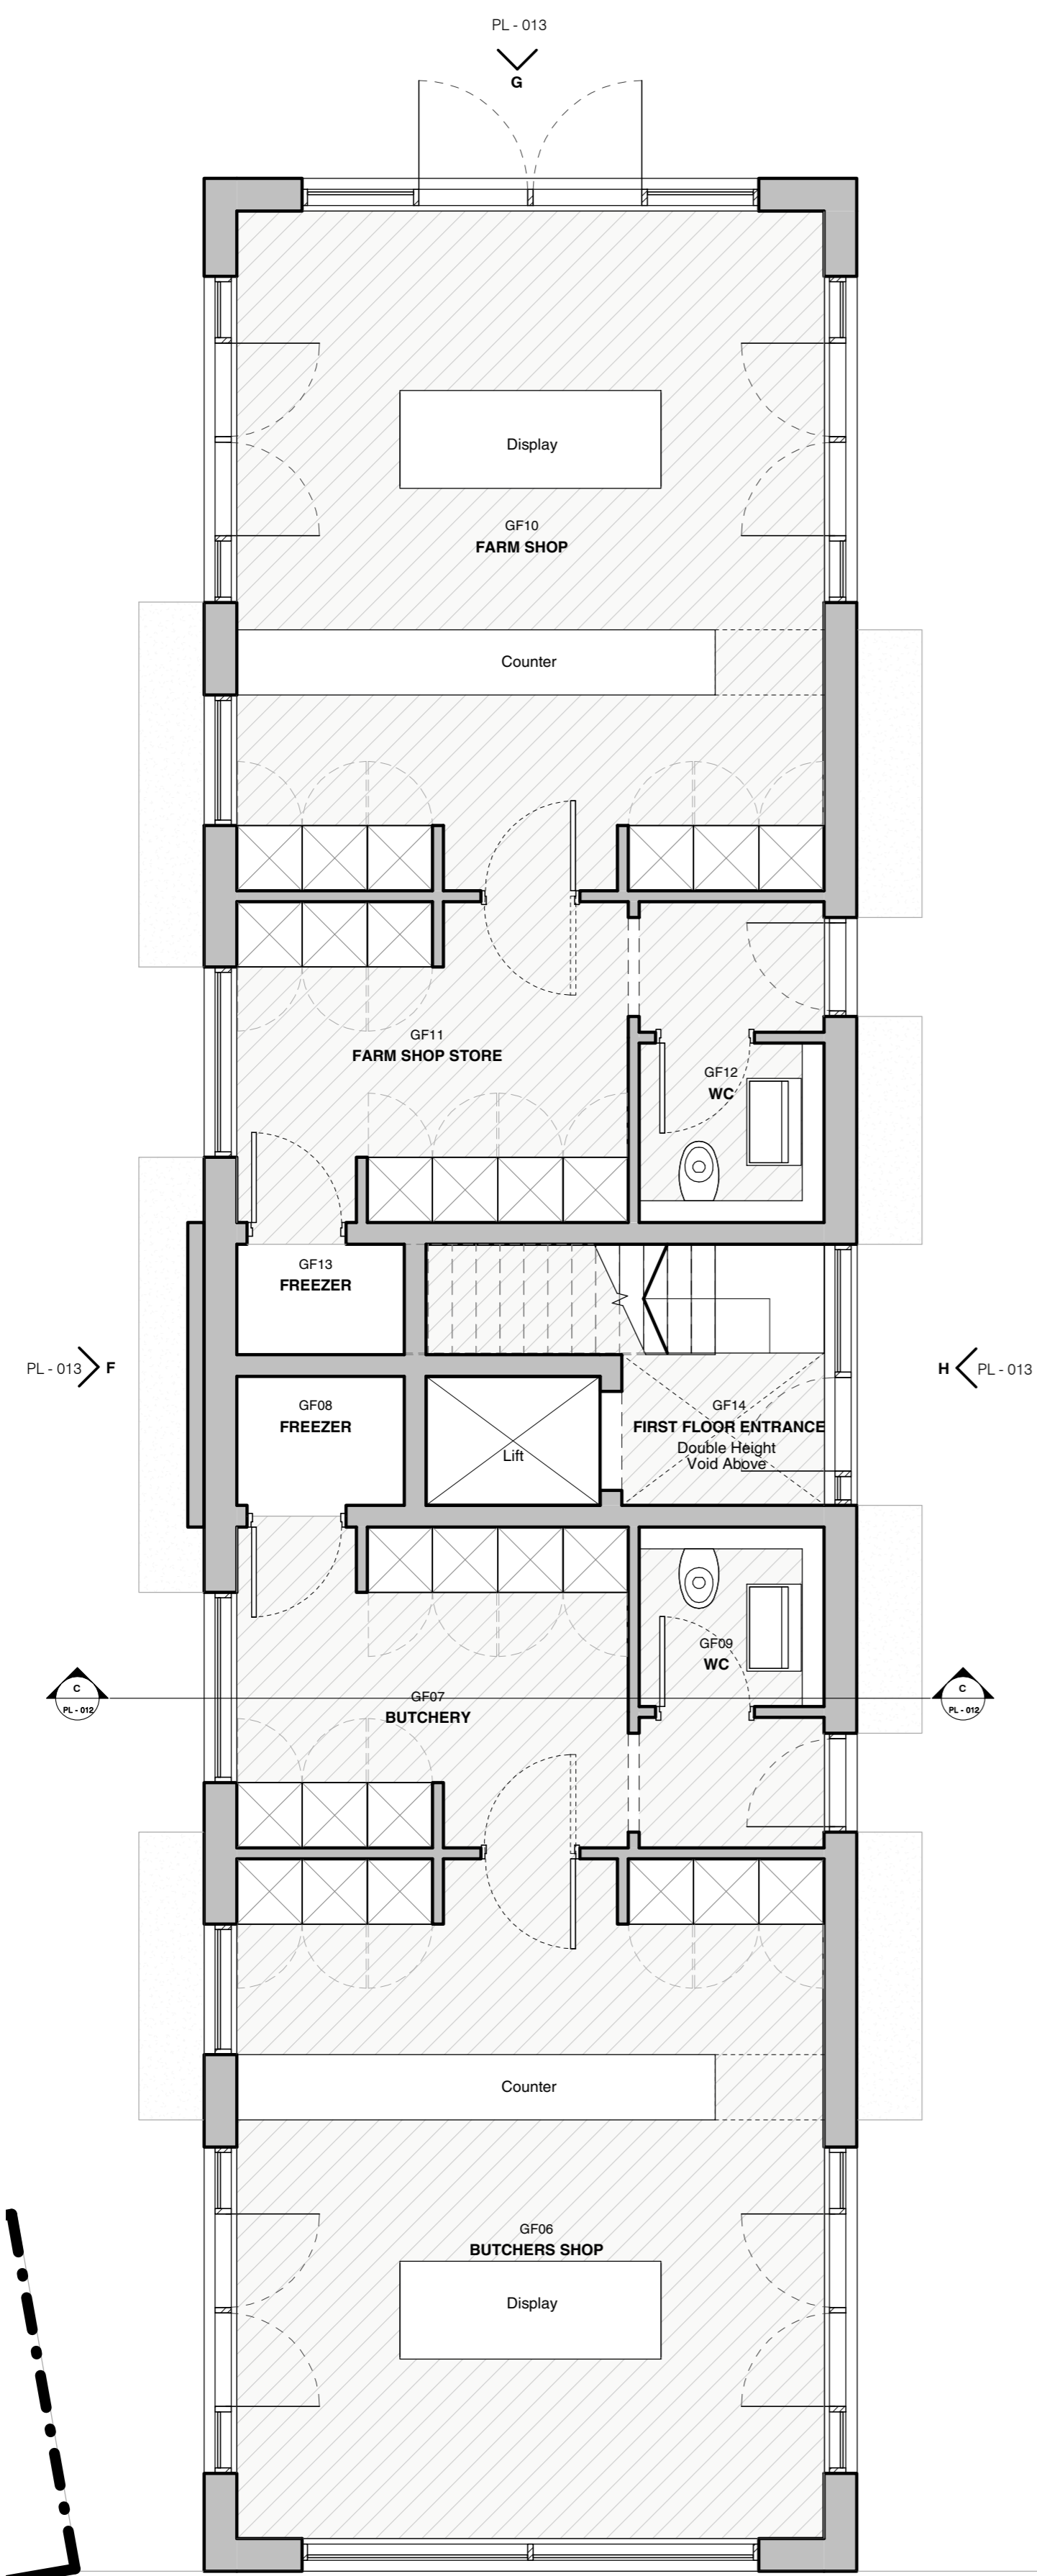 PL - 013
G
Display
GF10
FARM SHOP
Counter
GF11
FARM SHOP STORE
GF12
WC
GF13
FREEZER
PL - 013 F
H PL - 013
GF08
FREEZER
GF14
FIRST FLOOR ENTRANCE
Double Height
Void Above
Lift
GF09
WC
C
PL - 012
C
PL - 012
GF07
BUTCHERY
Counter
GF06
BUTCHERS SHOP
Display